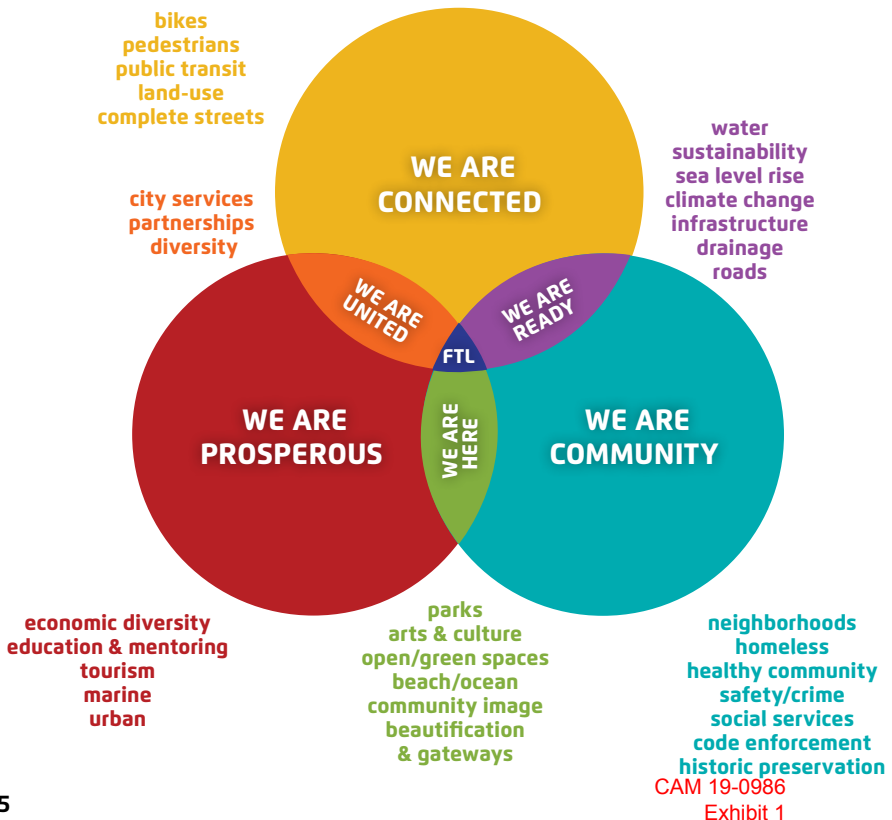 bikes
pedestrians
public transit
land-use
complete streets
WE ARE
CONNECTED
water
sustainability
sea level rise
climate change
infrastructure
drainage
roads
city services
partnerships
diversity
WE ARE
UNITED
WE ARE
READY
FTL
WE ARE
PROSPEROUS
WE ARE
HERE
WE ARE
COMMUNITY
economic diversity
education & mentoring
tourism
marine
urban
parks
arts & culture
open/green spaces
beach/ocean
community image
beautification
& gateways
neighborhoods
homeless
healthy community
safety/crime
social services
code enforcement
historic preservation
CAM 19-0986
Exhibit 1
5